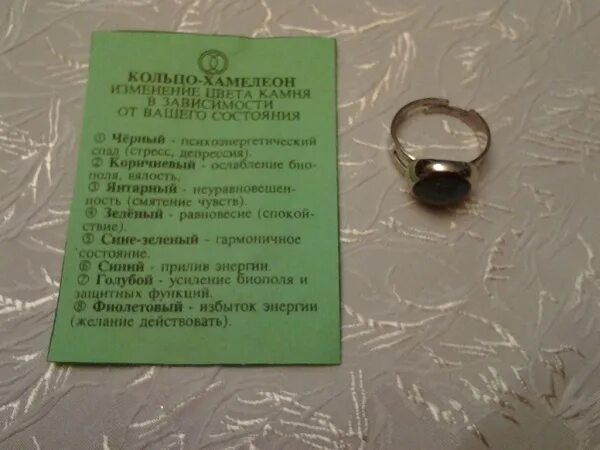 КОЛЬЦО-ХАМЕЛЕОН
ИЗМЕНЕНИЕ ЦВЕТА КАМНЯ
В ЗАВИСИМОСТИ
ОТ ВАШЕГО СОСТОЯНИЯ
① Чёрный - психоэнергетический
спад (стресс, депрессия).
② Коричневый - ослабление био-
поля, вялость.
③ Янтарный - неуравновешен-
ность (смятение чувств).
④ Зелёный - равновесие (спокой-
ствие).
⑤ Сине-зеленый - гармоничное
состояние.
⑥ Синий - прилив энергии.
⑦ Голубой - усиление биополя и
защитных функций.
⑧ Фиолетовый - избыток энергии
(желание действовать).